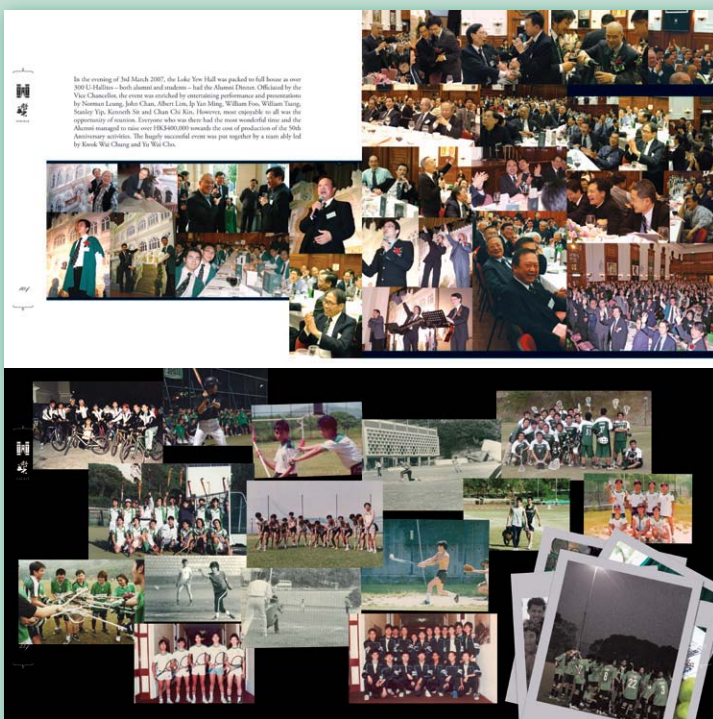 In the evening of 3rd March 2007, the Loke Yew Hall was packed to full house as over
300 U-Hallites – both alumni and students – had the Alumni Dinner. Officiated by the
Vice Chancellor, the event was enriched by entertaining performance and presentations
by Norman Leung, John Chan, Albert Lim, Ip Yan Ming, William Foo, William Tsang,
Stanley Yip, Kenneth Sit and Chan Chi Kin. However, most enjoyable to all was the
opportunity of reunion. Everyone who was there had the most wonderful time and the
Alumni managed to raise over HK$400,000 towards the cost of production of the 50th
Anniversary activities. The hugely successful event was put together by a team ably led
by Kwok Wai Chung and Yu Wai Cho.
8
22
3